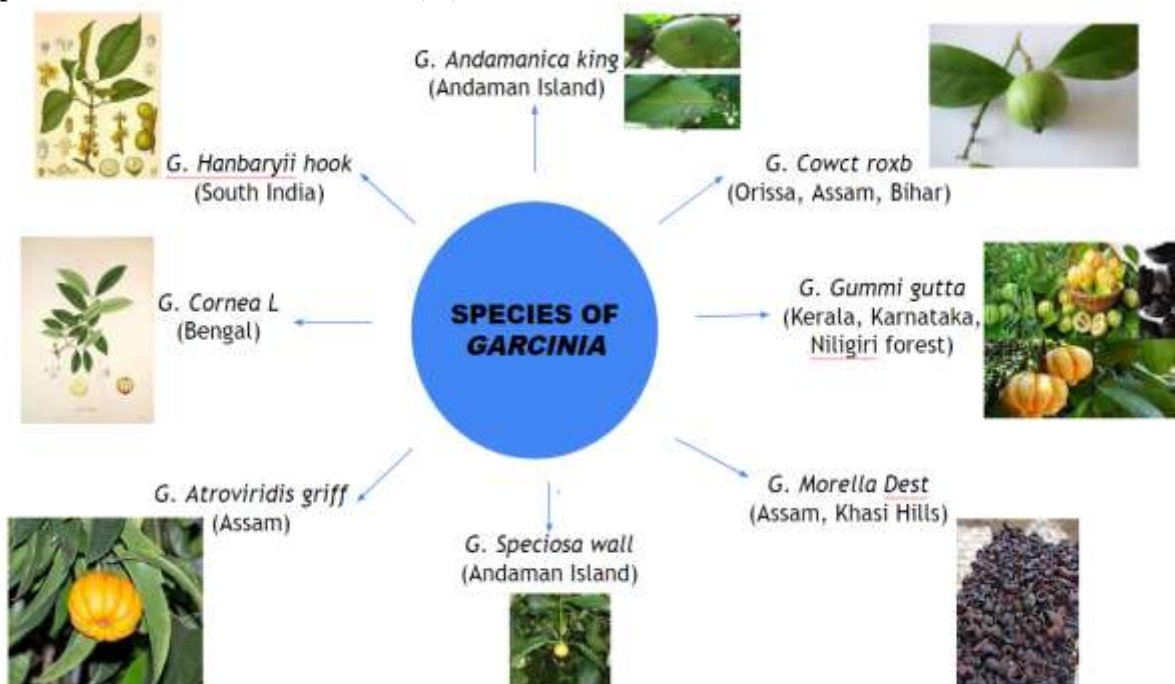 G. Andamanica king
(Andaman Island)
G. Hanbaryii hook
(South India)
G. Cowct roxb
(Orissa, Assam, Bihar)
G. Cornea L
(Bengal)
SPECIES OF
GARCINIA
G. Gummi gutta
(Kerala, Karnataka,
Niligiri forest)
G. Atroviridis griff
(Assam)
G. Speciosa wall
(Andaman Island)
G. Morella Dest
(Assam, Khasi Hills)